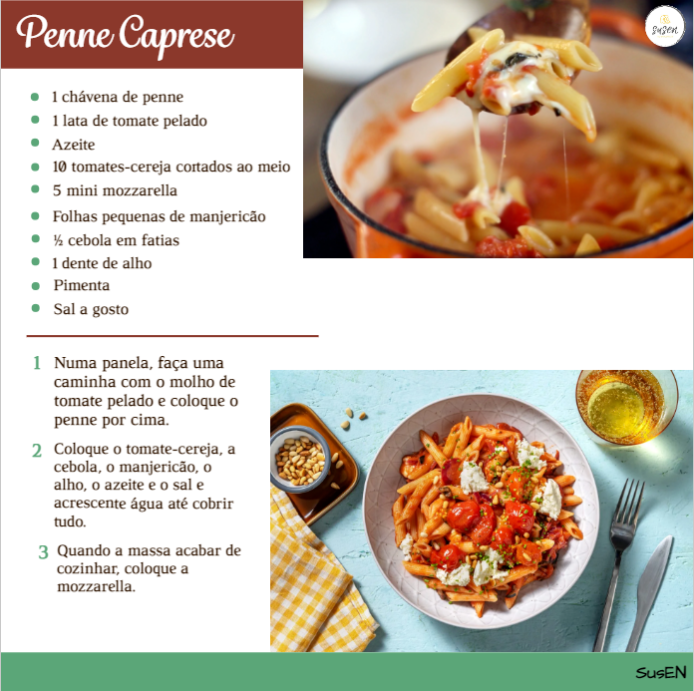 Penne Caprese
SusEN
1 chávena de penne
1 lata de tomate pelado
Azeite
10 tomates-cereja cortados ao meio
5 mini mozzarella
Folhas pequenas de manjericão
½ cebola em fatias
1 dente de alho
Pimenta
Sal a gosto
1 Numa panela, faça uma
caminha com o molho de
tomate pelado e coloque o
penne por cima.
2 Coloque o tomate-cereja, a
cebola, o manjericão, o
alho, o azeite e o sal e
acrescente água até cobrir
tudo.
3 Quando a massa acabar de
cozinhar, coloque a
mozzarella.
SusEN